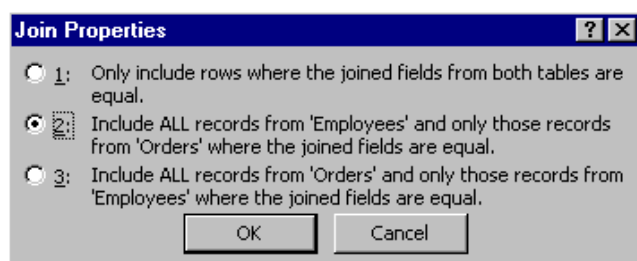 Join Properties
1: Only include rows where the joined fields from both tables are
equal.
2: Include ALL records from 'Employees' and only those records
from 'Orders' where the joined fields are equal.
3: Include ALL records from 'Orders' and only those records from
'Employees' where the joined fields are equal.
OK Cancel